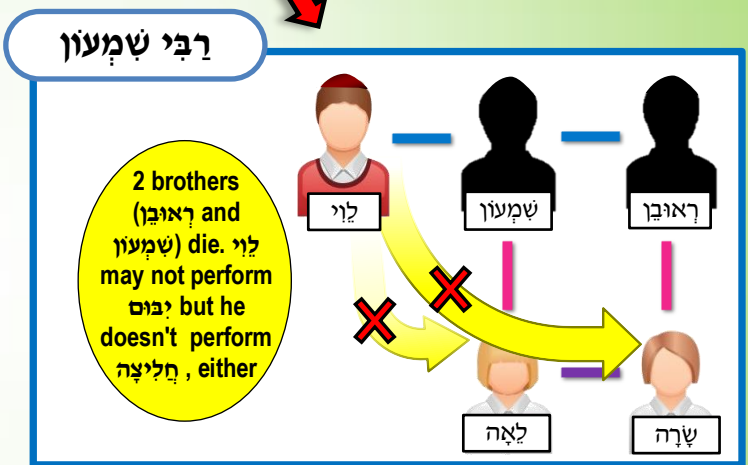 רַבִּי שִׁמְעוֹן
לֵוִי
שִׁמְעוֹן
רְאוּבֵן
2 brothers
(רְאוּבֵן and
שִׁמְעוֹן) die. לֵוִי
may not perform
יִבּוּם but he
doesn't perform
חֲלִיצָה , either
לֵאָה
שָׂרָה